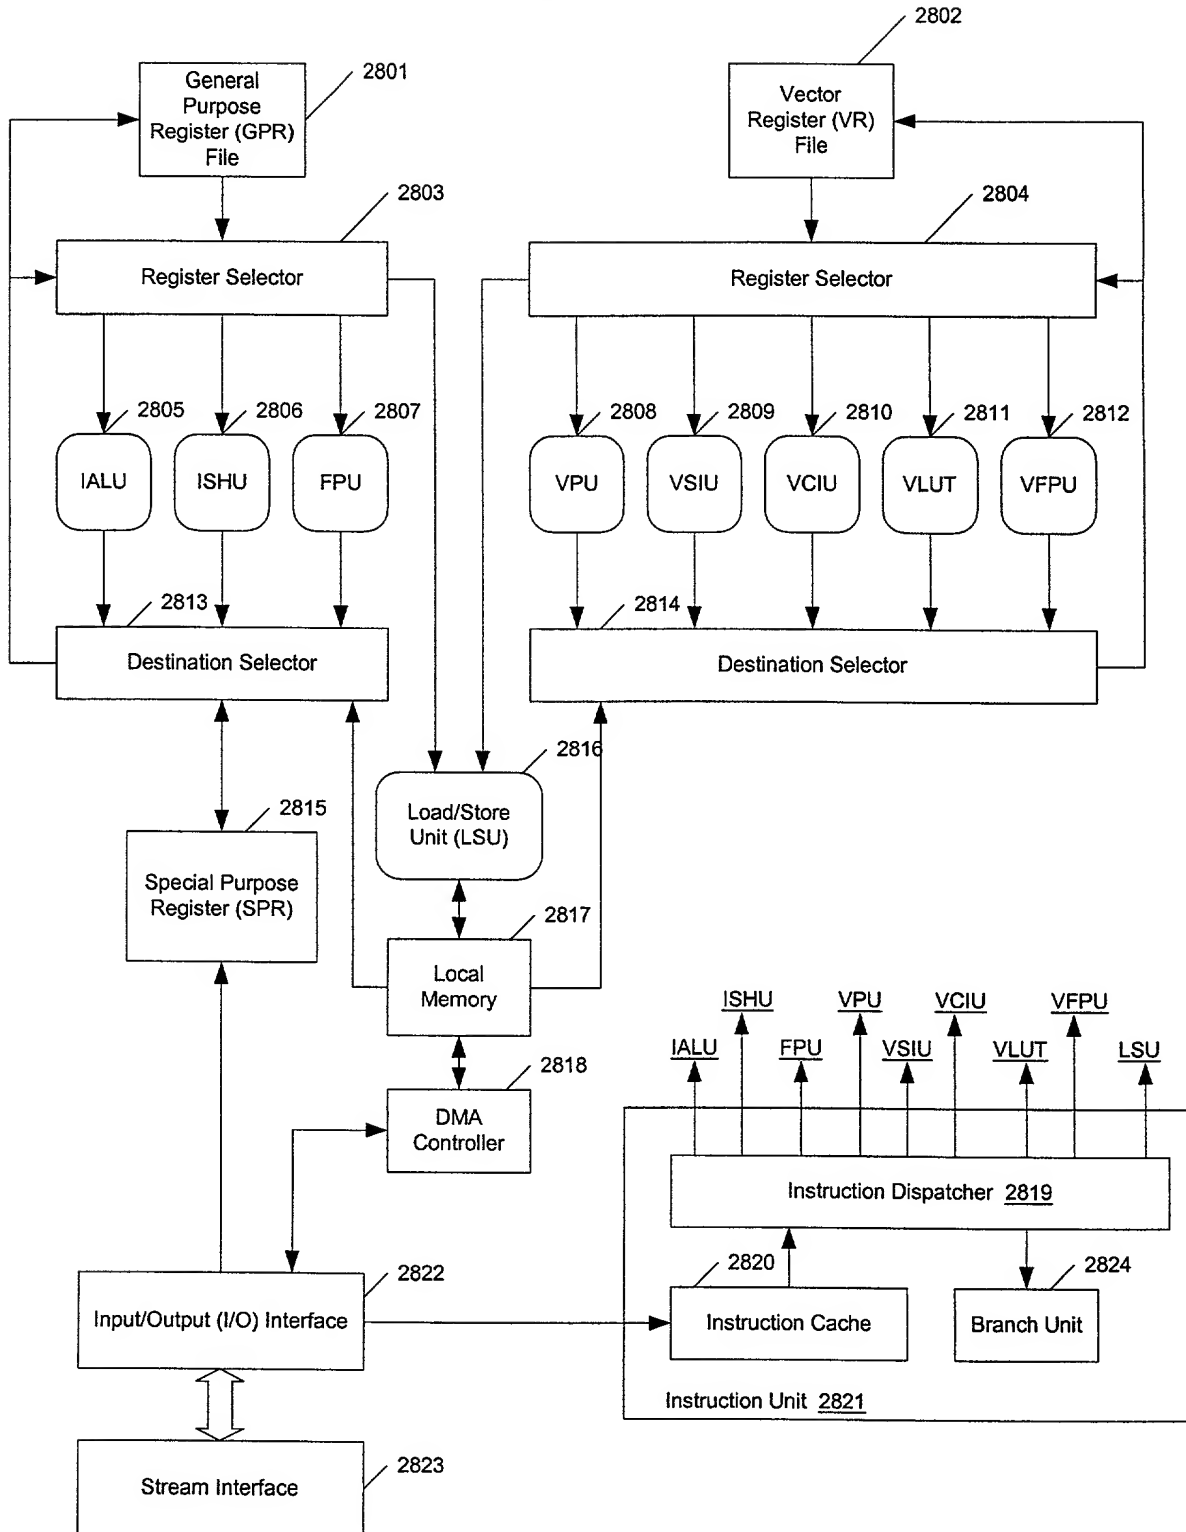 2802
2801
General
Purpose
Register (GPR)
File
Vector
Register (VR)
File
2803
2804
Register Selector
Register Selector
2805
2806
2807
2808
2809
2810
2811
2812
IALU
ISHU
FPU
VPU
VSIU
VCIU
VLUT
VFPU
2813
2814
Destination Selector
Destination Selector
2816
Load/Store
Unit (LSU)
2815
Special Purpose
Register (SPR)
2817
Local
Memory
ISHU
VPU
VCIU
VFPU
IALU
FPU
VSIU
VLUT
LSU
2818
DMA
Controller
Instruction Dispatcher 2819
2822
Input/Output (I/O) Interface
2820
Instruction Cache
2824
Branch Unit
Instruction Unit 2821
2823
Stream Interface